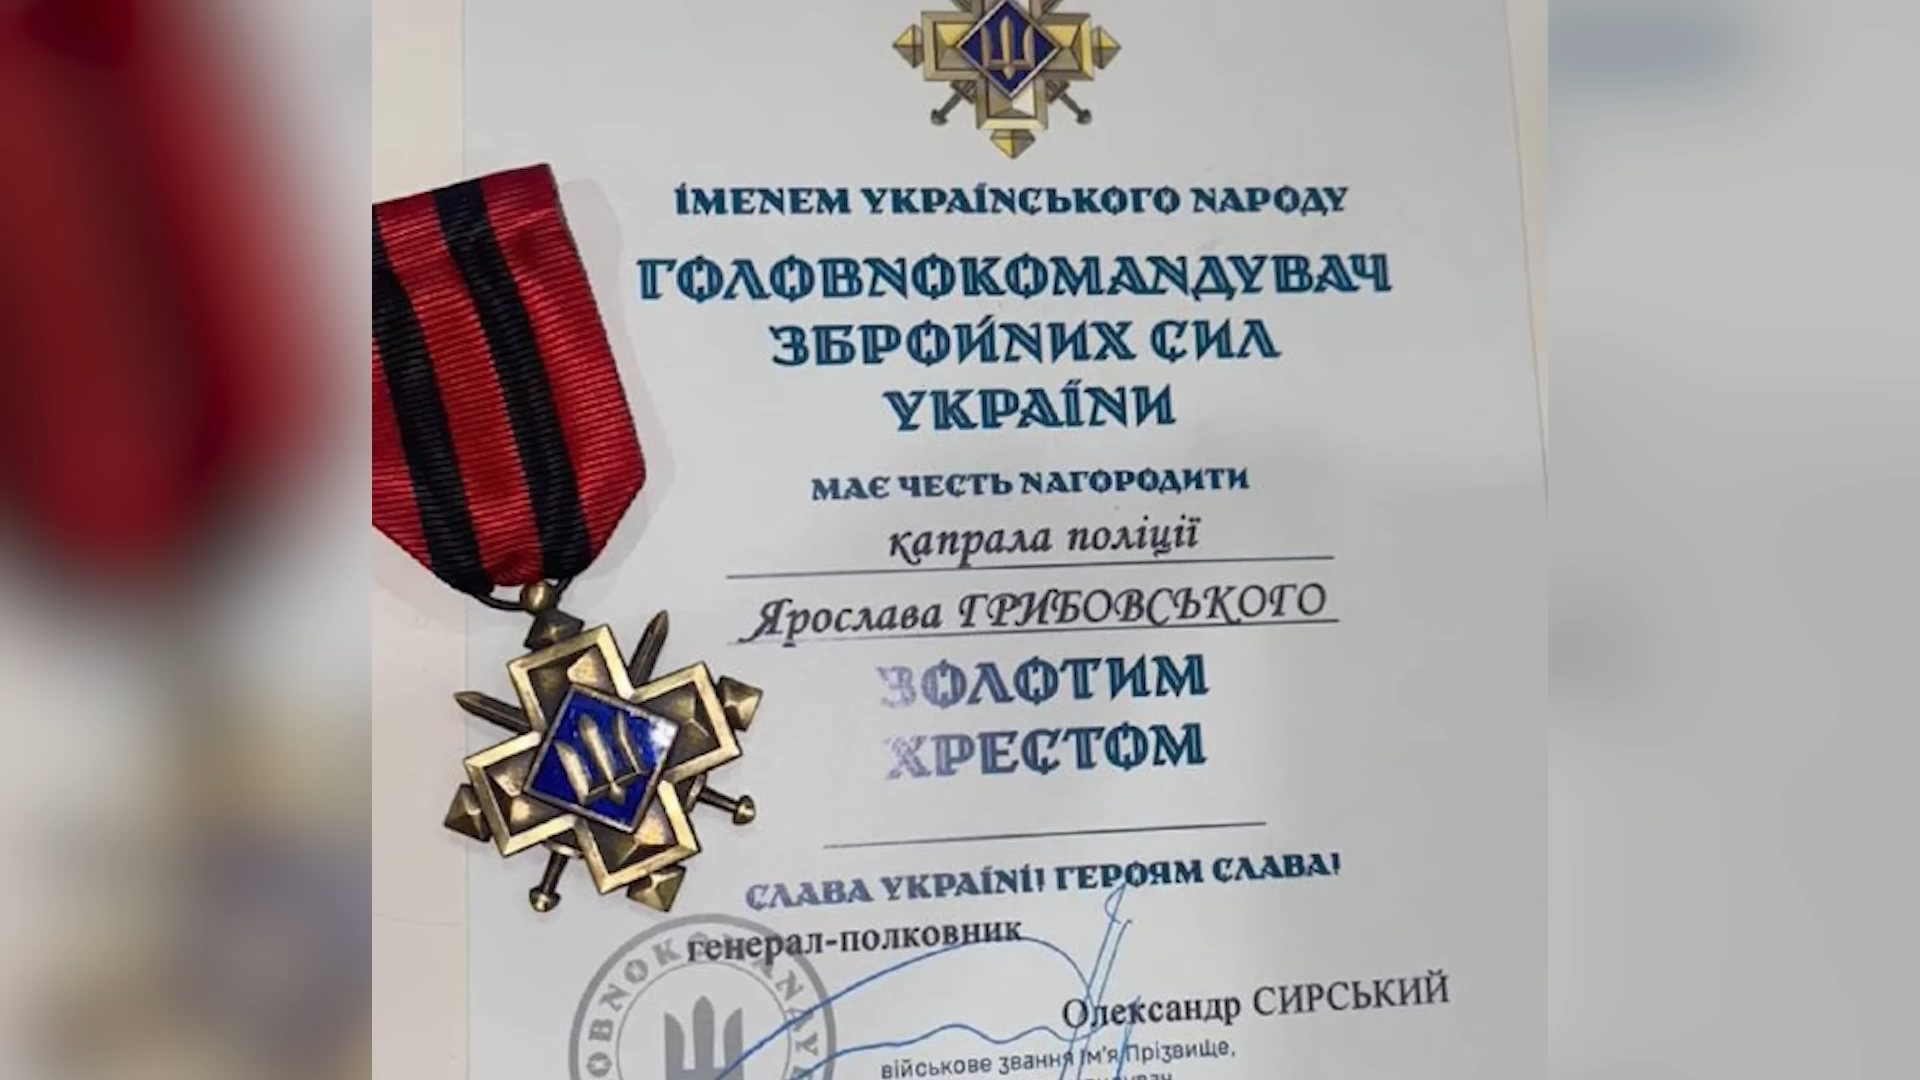 ІМЕНЕМ УКРАЇНСЬКОГО НАРОДУ
ГОЛОВНОКОМАНДУВАЧ
ЗБРОЙНИХ СИЛ
УКРАЇНИ
МАЄ ЧЕСТЬ НАГОРОДИТИ
капрала поліції
Ярослава ГРИБОВСЬКОГО
ЗОЛОТИМ
ХРЕСТОМ
СЛАВА УКРАЇНІ! ГЕРОЯМ СЛАВА!
генерал-полковник
Олександр СИРСЬКИЙ
військове звання Ім'я Прізвище,